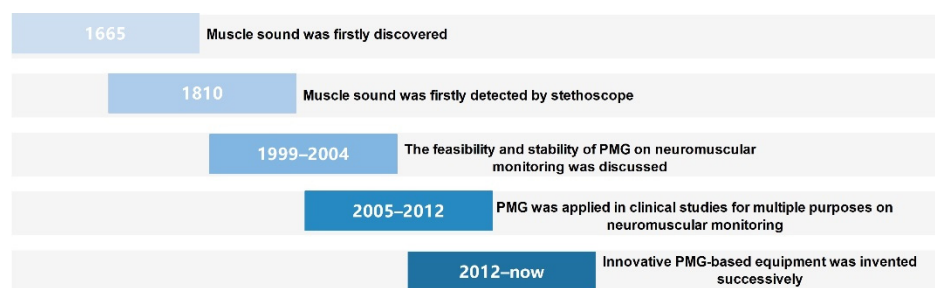 1665
Muscle sound was firstly discovered
1810
Muscle sound was firstly detected by stethoscope
1999–2004
The feasibility and stability of PMG on neuromuscular
monitoring was discussed
2005–2012
PMG was applied in clinical studies for multiple purposes on
neuromuscular monitoring
2012–now
Innovative PMG-based equipment was invented
successively